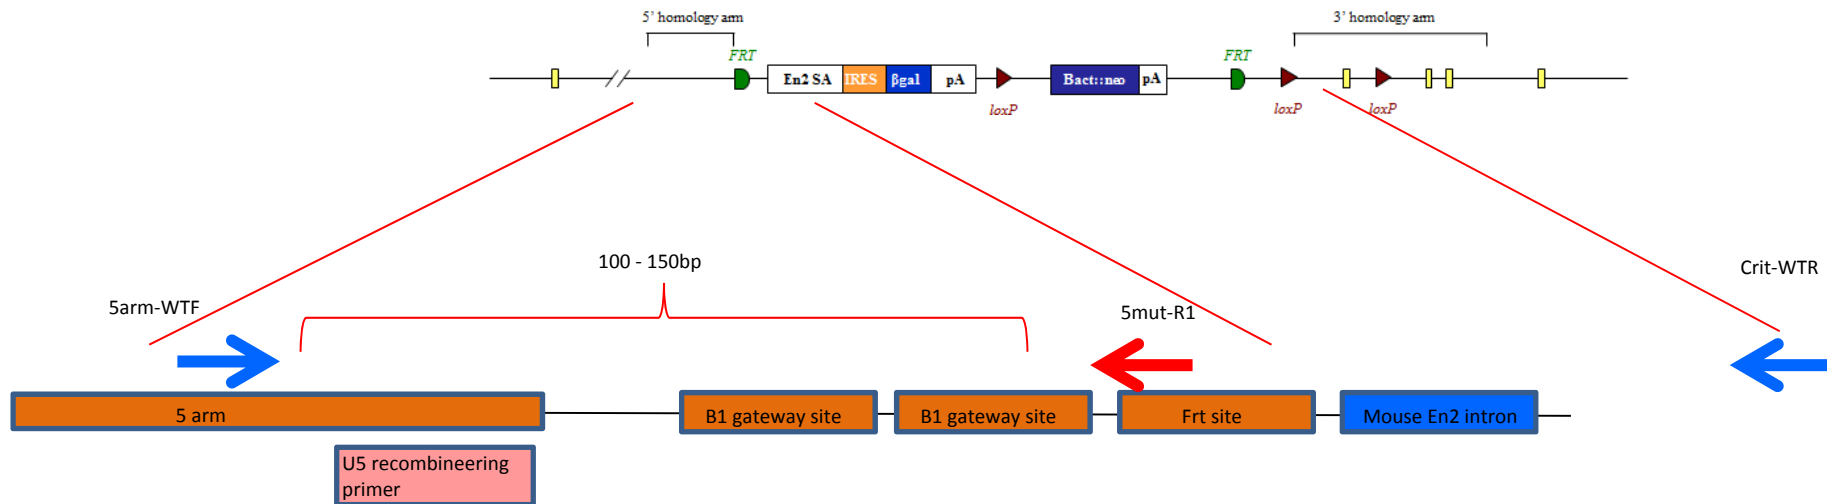 5' homology arm
3' homology arm
FRT
FRT
En2 SA
IRES
βgal
pA
Bact::neo
pA
loxP
loxP
loxP
100 - 150bp
Crit-WTR
5arm-WTF
5mut-R1
5 arm
B1 gateway site
B1 gateway site
Frt site
Mouse En2 intron
U5 recombineering
primer